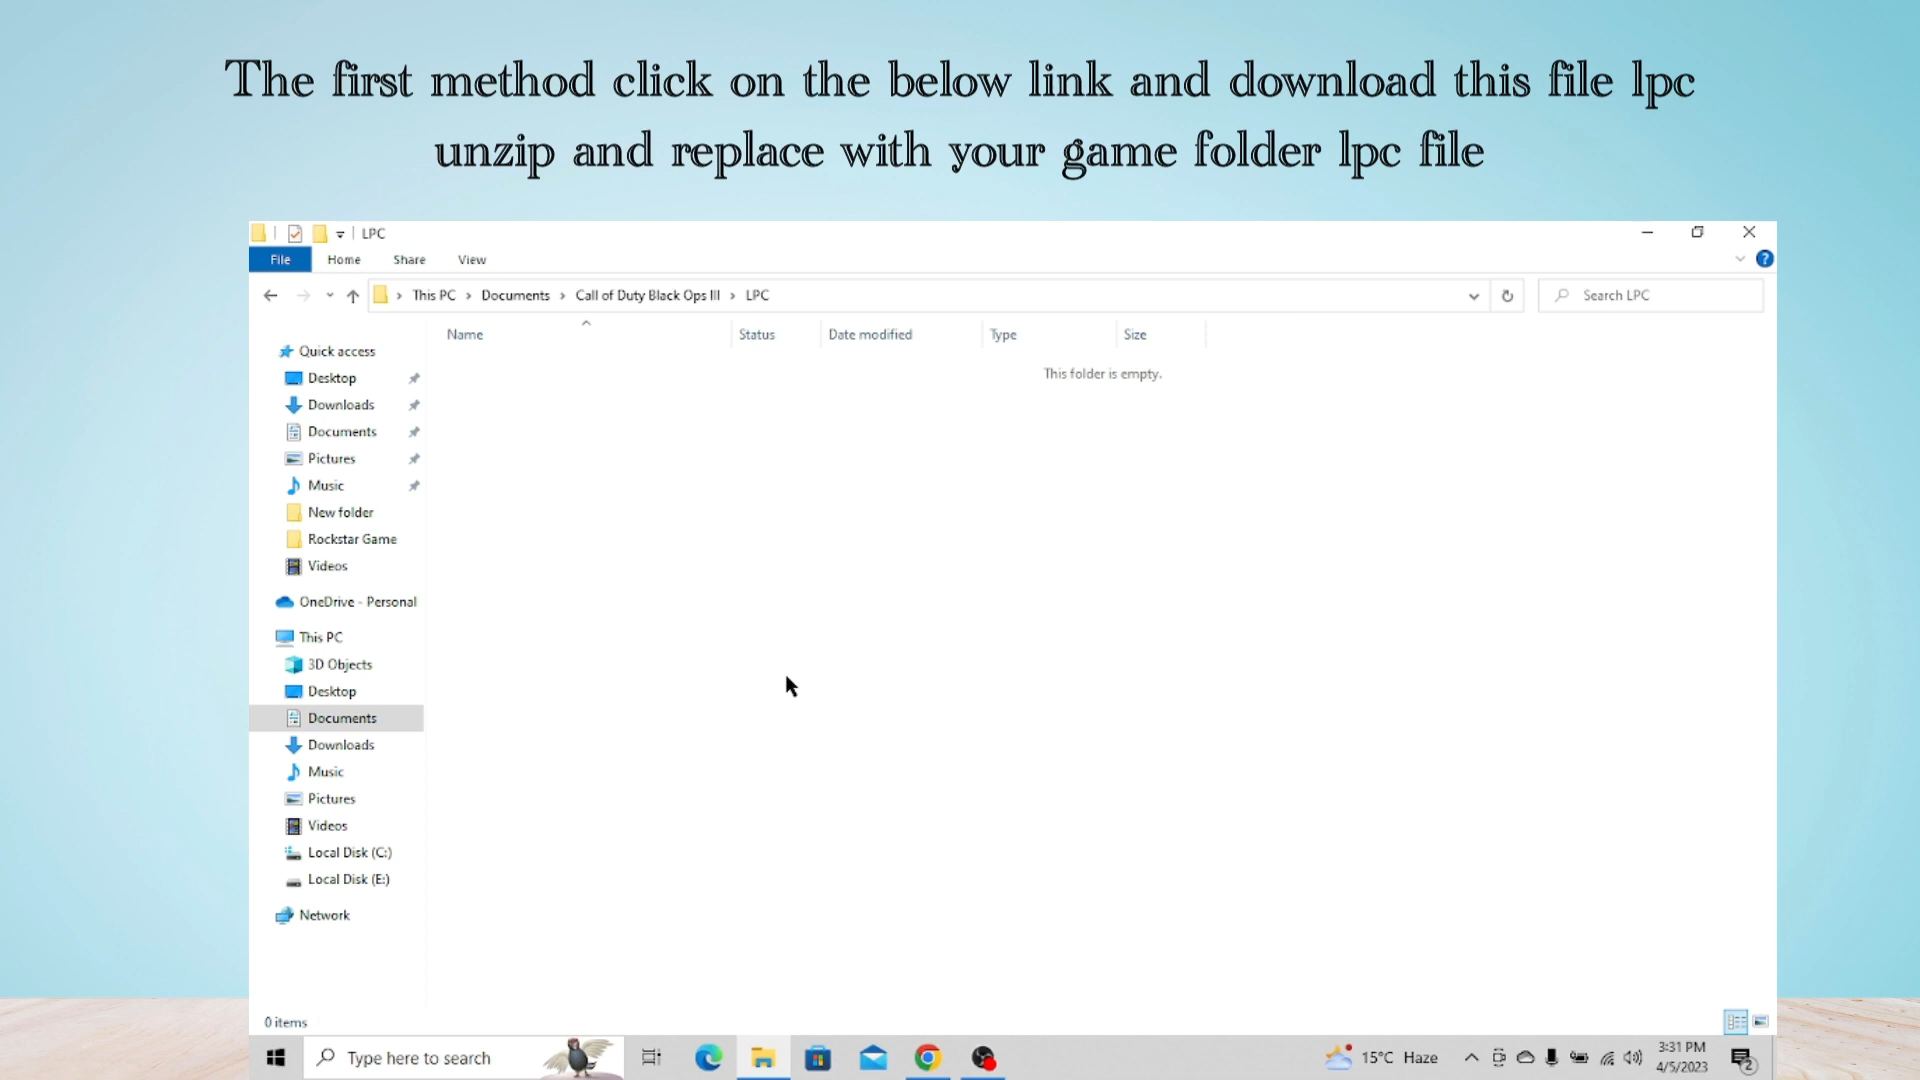 The first method click on the below link and download this file lpc
unzip and replace with your game folder lpc file
LPC
File Home Share View
This PC Documents Call of Duty Black Ops III LPC
Search LPC
Name Status Date modified Type Size
This folder is empty.
Quick access
Desktop
Downloads
Documents
Pictures
Music
New folder
Rockstar Game
Videos
OneDrive - Personal
This PC
3D Objects
Desktop
Documents
Downloads
Music
Pictures
Videos
Local Disk (C:)
Local Disk (E:)
Network
0 items
Type here to search
15°C Haze
3:31 PM
4/5/2023
2